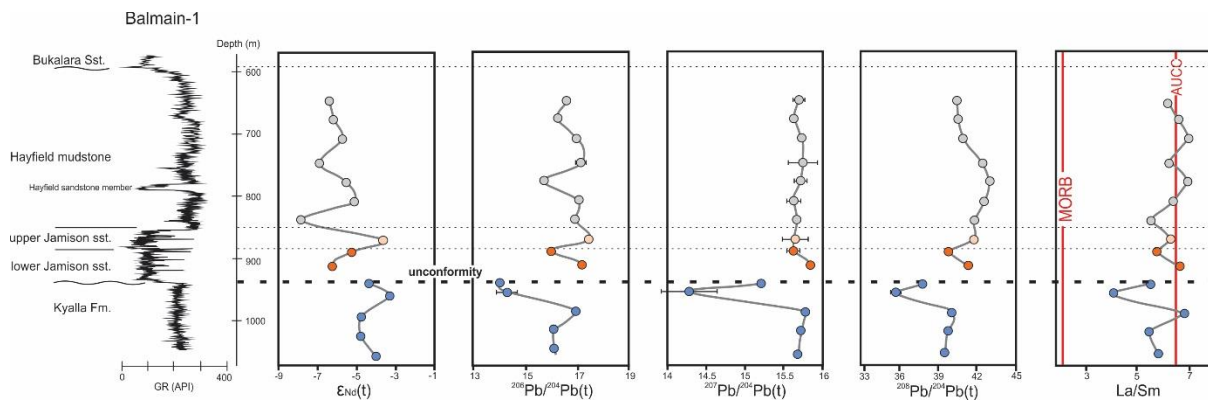 Balmain-1
Depth (m)
Bukalara Sst.
600
700
Hayfield mudstone
Hayfield sandstone member
800
upper Jamison sst.
lower Jamison sst.
900
unconformity
Kyalla Fm.
1000
0 400
GR (API)
-9 -7 -5 -3 -1
εNd(t)
13 15 17 19
206Pb/204Pb(t)
14 14.5 15 15.5 16
207Pb/204Pb(t)
33 36 39 42 45
208Pb/204Pb(t)
MORB
AUCC
3 5 7
La/Sm